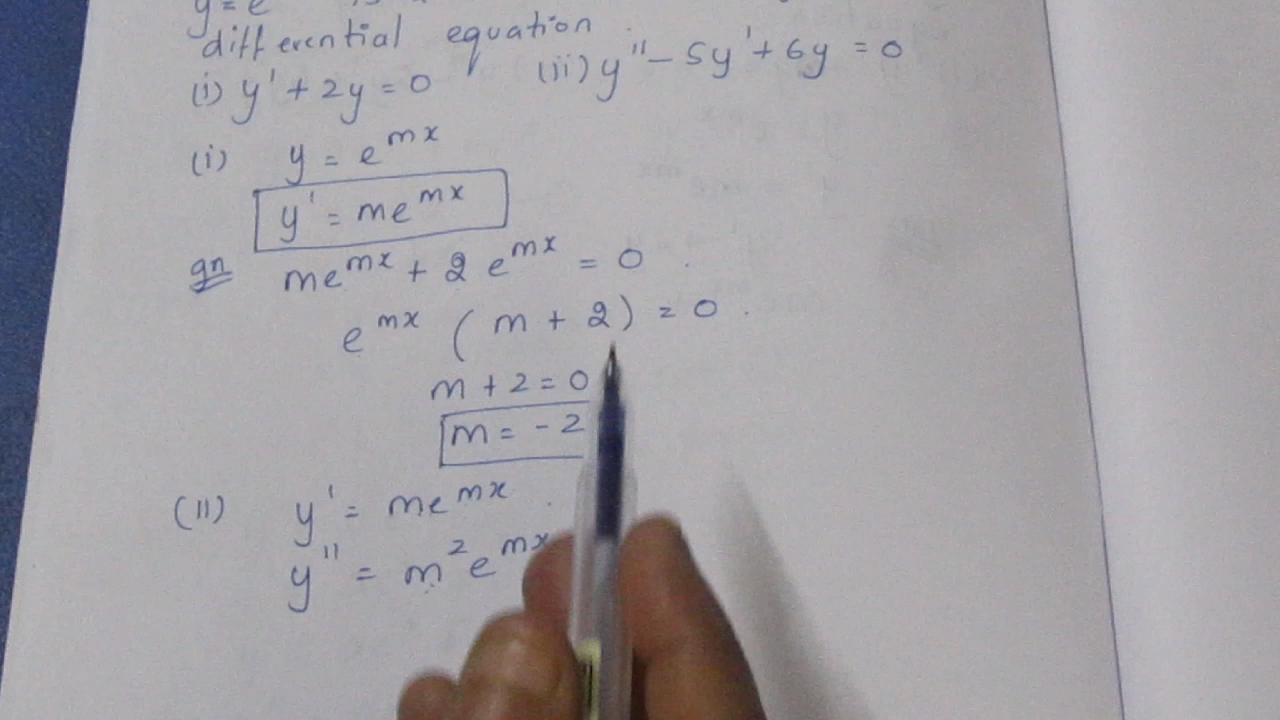 y = e
differential equation
(i) y' + 2y = 0 (ii) y'' - 5y' + 6y = 0
(i) y = e^mx
y' = me^mx
gn me^mx + 2 e^mx = 0
e^mx ( m + 2 ) = 0
m + 2 = 0
m = - 2
(II) y' = me^mx
y'' = m^2 e^mx